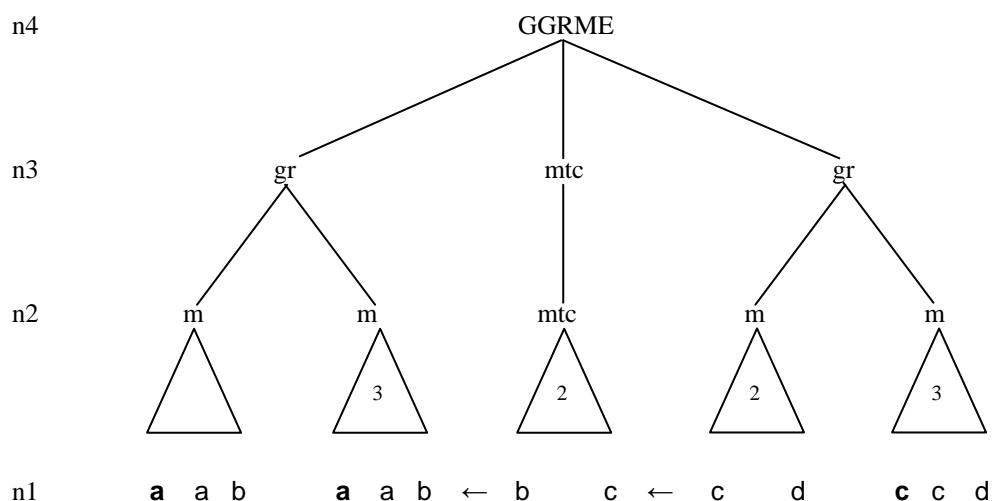 n4 GGRME
n3 gr mtc gr
n2 m m mtc m m
3 2 2 3
n1 a a b a a b ← b c ← c d c c d